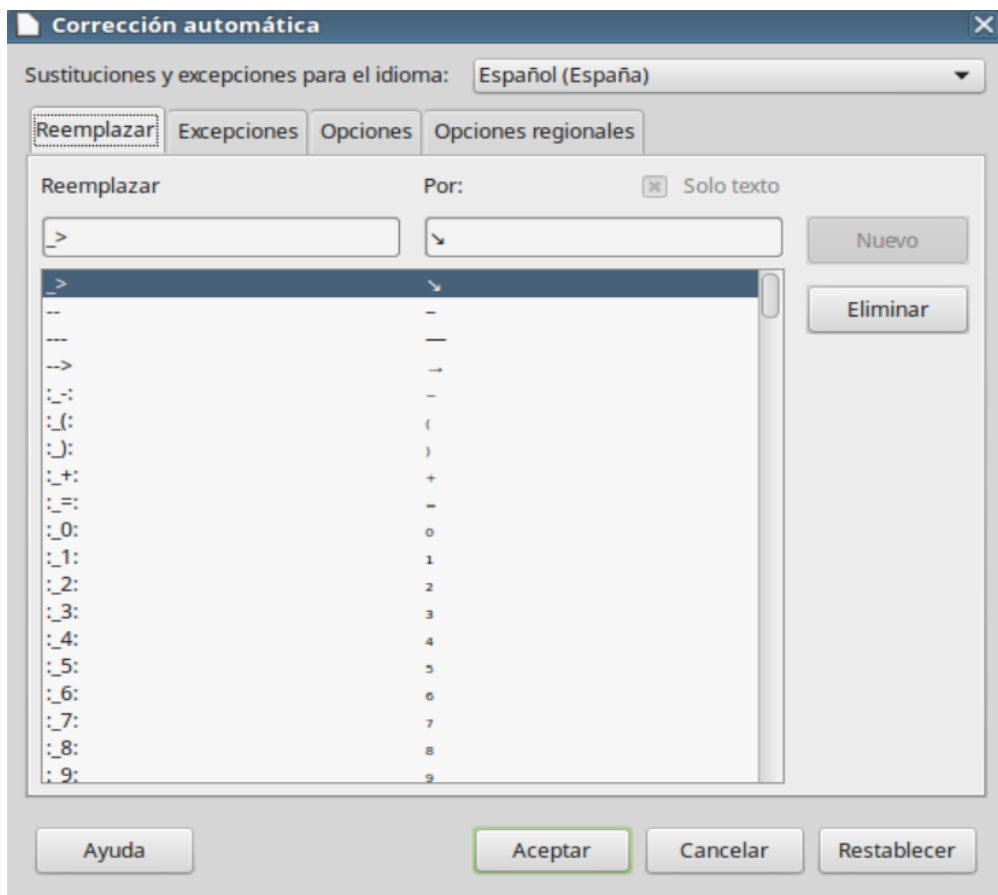 Corrección automática
Sustituciones y excepciones para el idioma: Español (España)
Reemplazar Excepciones Opciones Opciones regionales
Reemplazar Por: Solo texto
_> ↘ Nuevo
_> ↘
-- –
Eliminar
--- —
--> →
:_-: ₋
:_(: ₍
:_): ₎
:_+: ₊
:_=: ₌
:_0: ₀
:_1: ₁
:_2: ₂
:_3: ₃
:_4: ₄
:_5: ₅
:_6: ₆
:_7: ₇
:_8: ₈
:_9: ₉
Ayuda Aceptar Cancelar Restablecer